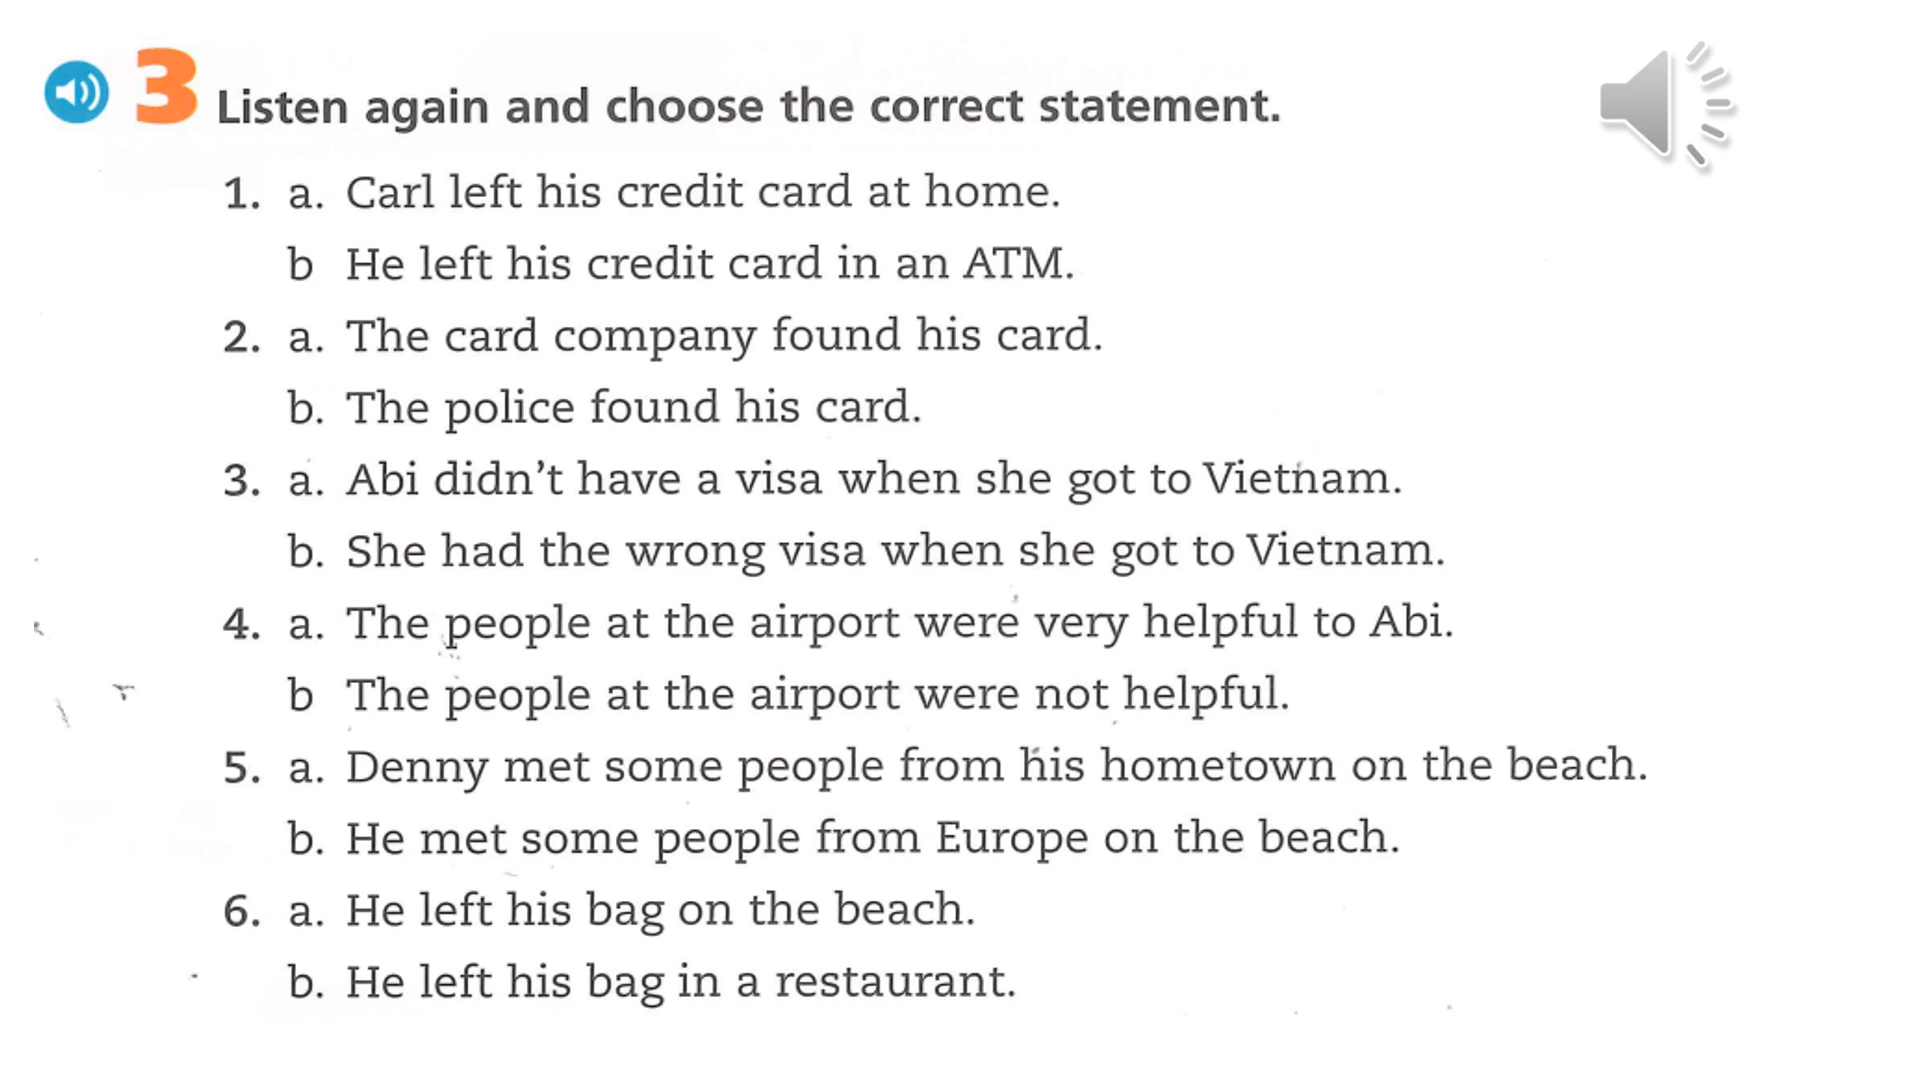 3 Listen again and choose the correct statement.
1. a. Carl left his credit card at home.
b He left his credit card in an ATM.
2. a. The card company found his card.
b. The police found his card.
3. a. Abi didn't have a visa when she got to Vietnam.
b. She had the wrong visa when she got to Vietnam.
4. a. The people at the airport were very helpful to Abi.
b The people at the airport were not helpful.
5. a. Denny met some people from his hometown on the beach.
b. He met some people from Europe on the beach.
6. a. He left his bag on the beach.
b. He left his bag in a restaurant.